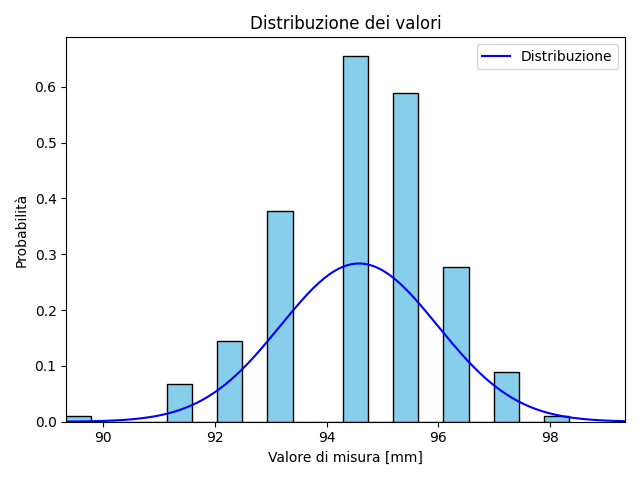 Distribuzione dei valori
Distribuzione
Probabilità
0.6
0.5
0.4
0.3
0.2
0.1
0.0
90 92 94 96 98
Valore di misura [mm]